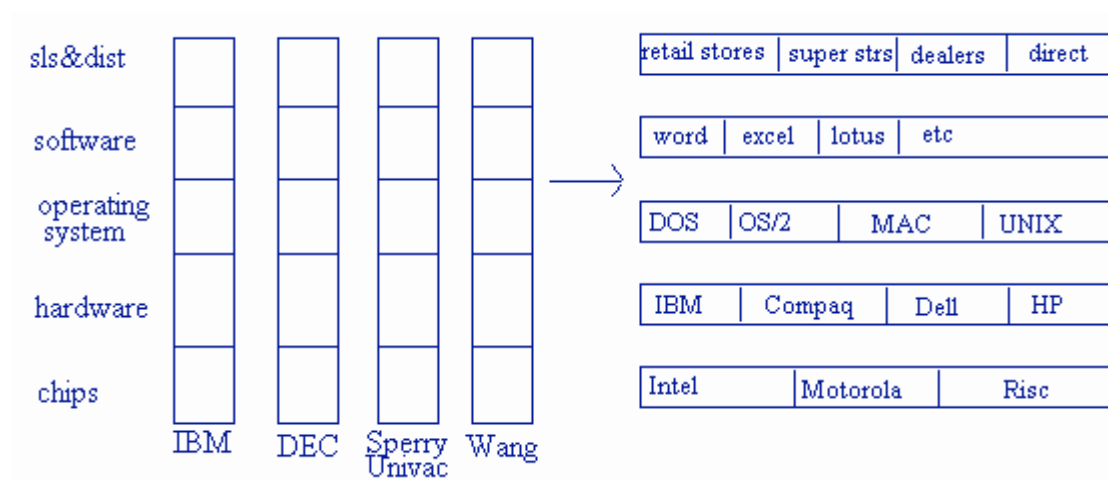 sls&dist
software
operating
system
hardware
chips
IBM
DEC
Sperry
Univac
Wang
retail stores
super strs
dealers
direct
word
excel
lotus
etc
DOS
OS/2
MAC
UNIX
IBM
Compaq
Dell
HP
Intel
Motorola
Risc